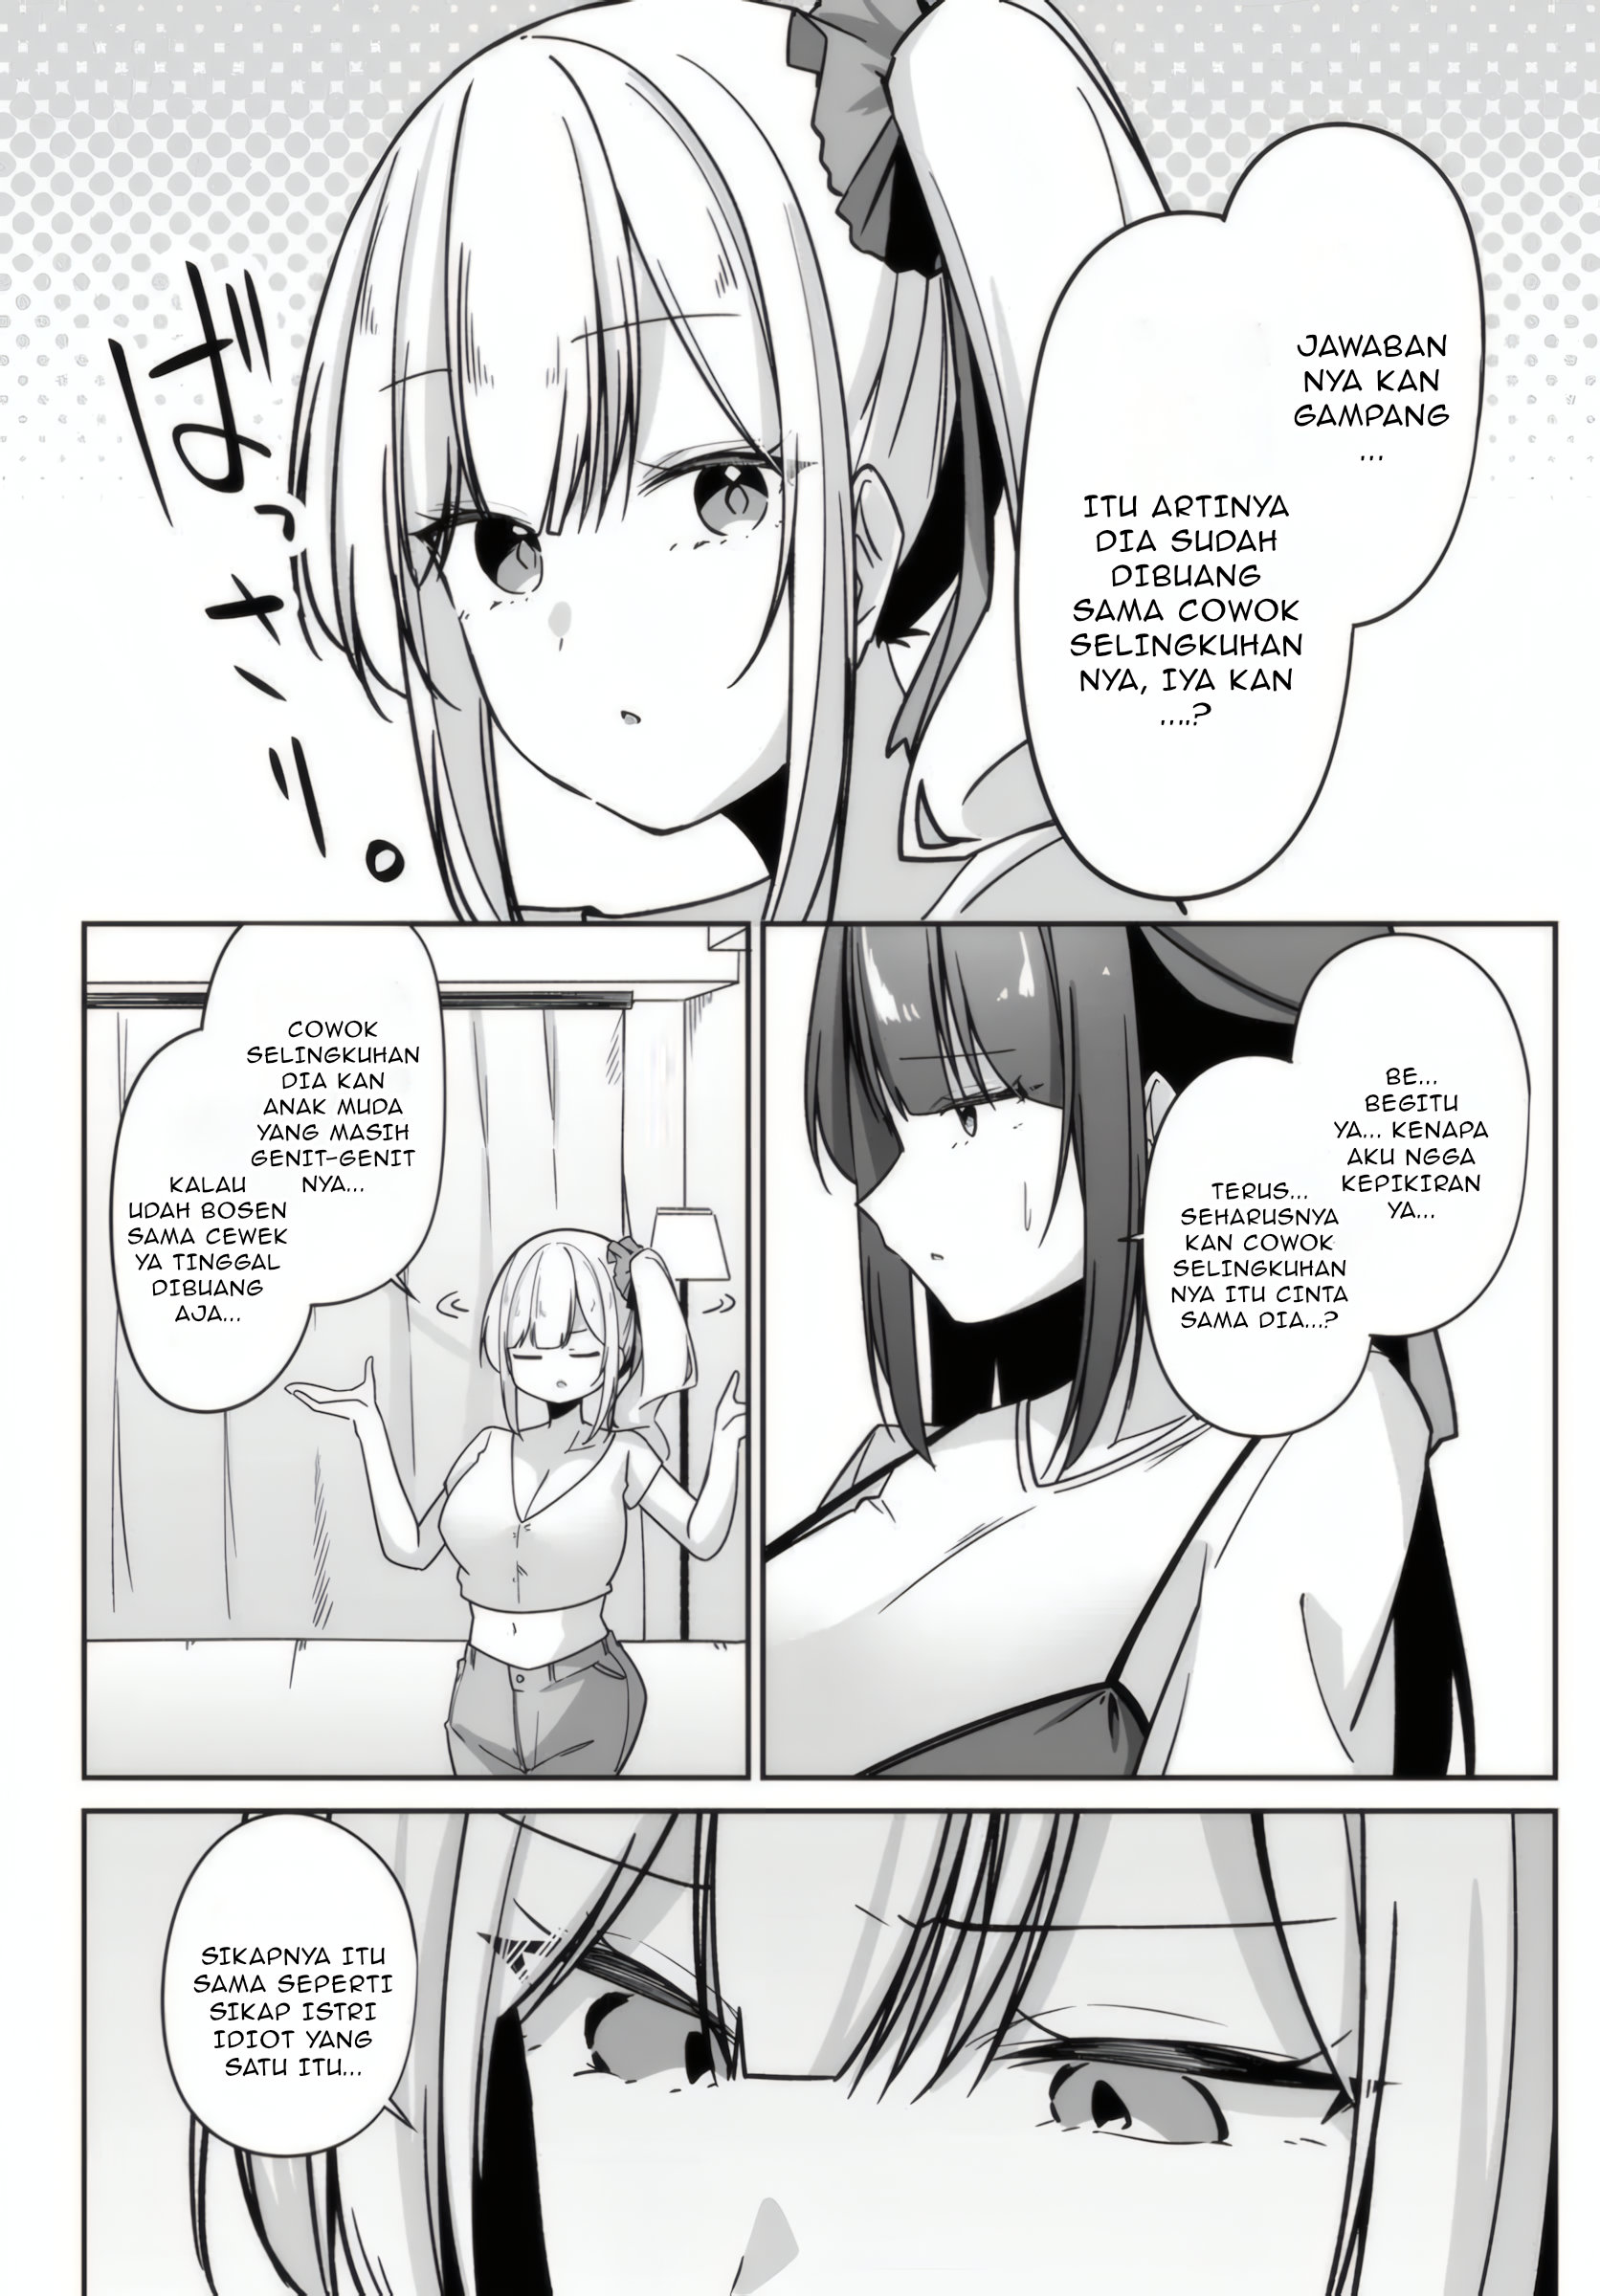 JAWABAN
NYA KAN
GAMPANG
...
ITU ARTINYA
DIA SUDAH
DIBUANG
SAMA COWOK
SELINGKUHAN
NYA, IYA KAN
....?
ばっさり。
BE...
BEGITU
YA... KENAPA
AKU NGGA
KEPIKIRAN
YA...
TERUS...
SEHARUSNYA
KAN COWOK
SELINGKUHAN
NYA ITU CINTA
SAMA DIA...?
COWOK
SELINGKUHAN
DIA KAN
ANAK MUDA
YANG MASIH
GENIT-GENIT
NYA...
KALAU
UDAH BOSEN
SAMA CEWEK
YA TINGGAL
DIBUANG
AJA...
SIKAPNYA ITU
SAMA SEPERTI
SIKAP ISTRI
IDIOT YANG
SATU ITU...